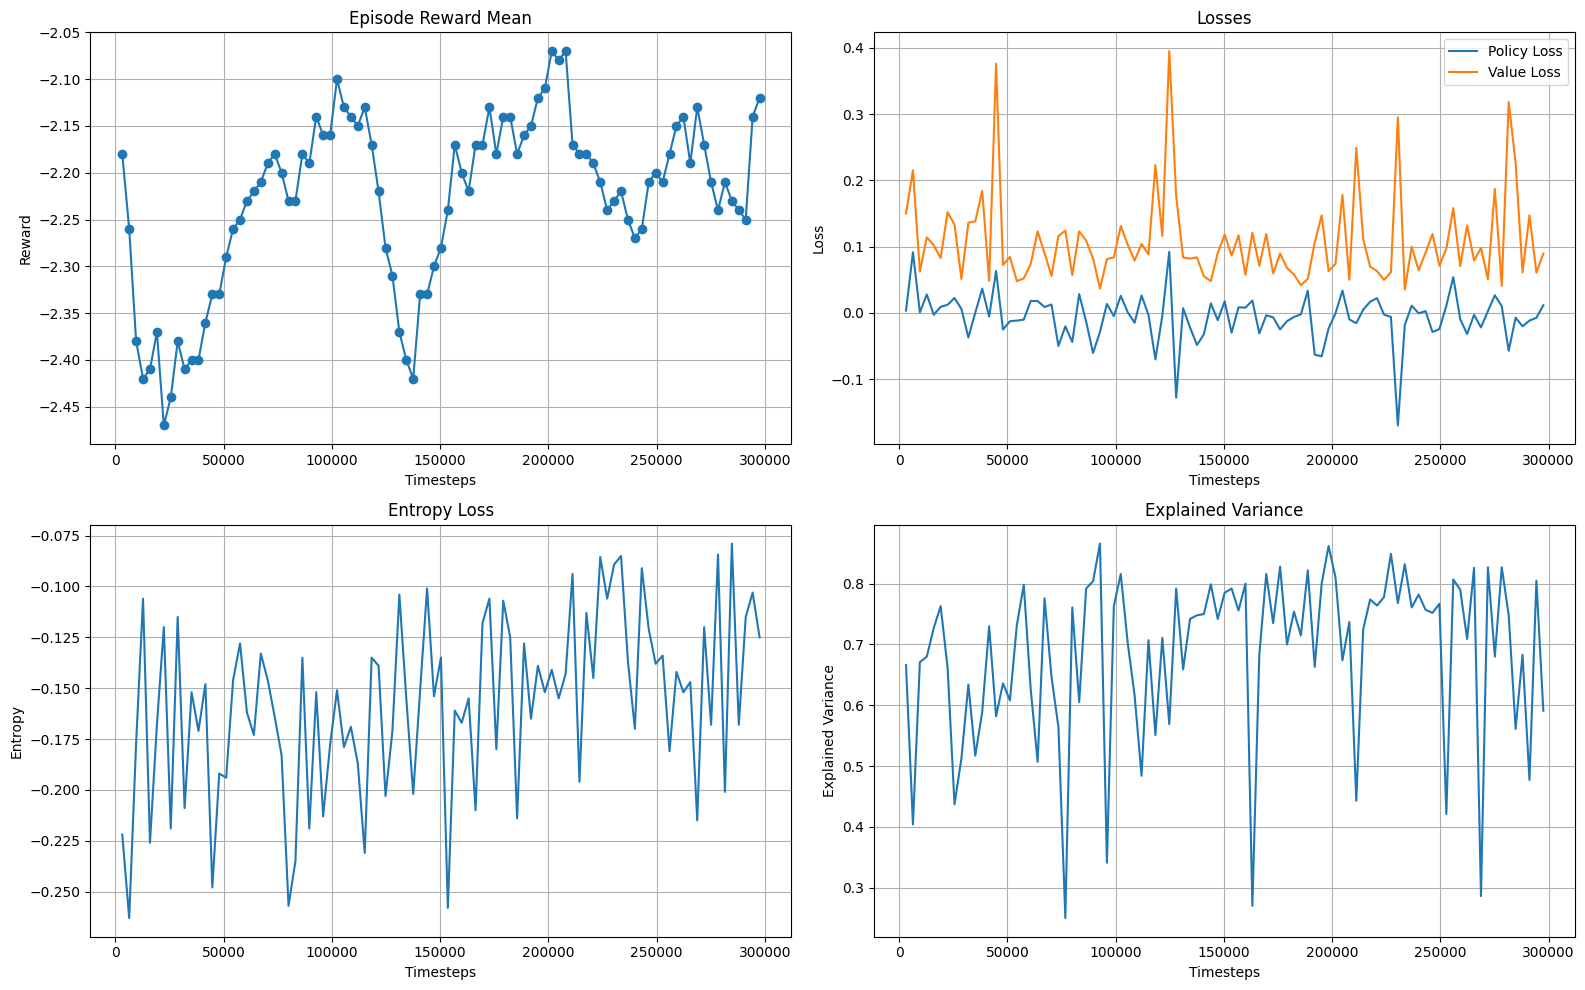 Episode Reward Mean
−2.05
−2.10
−2.15
−2.20
−2.25
−2.30
−2.35
−2.40
−2.45
Reward
0 50000 100000 150000 200000 250000 300000
Timesteps
Losses
Policy Loss
Value Loss
0.4
0.3
0.2
0.1
0.0
−0.1
Loss
0 50000 100000 150000 200000 250000 300000
Timesteps
Entropy Loss
−0.075
−0.100
−0.125
−0.150
−0.175
−0.200
−0.225
−0.250
Entropy
0 50000 100000 150000 200000 250000 300000
Timesteps
Explained Variance
0.8
0.7
0.6
0.5
0.4
0.3
Explained Variance
0 50000 100000 150000 200000 250000 300000
Timesteps